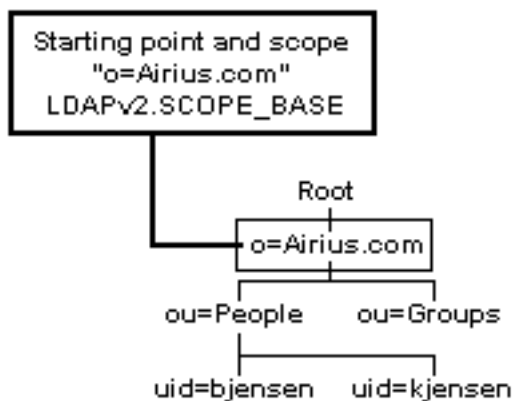 Starting point and scope
"o=Airius.com"
LDAPv2.SCOPE_BASE
Root
o=Airius.com
ou=People ou=Groups
uid=bjensen uid=kjensen